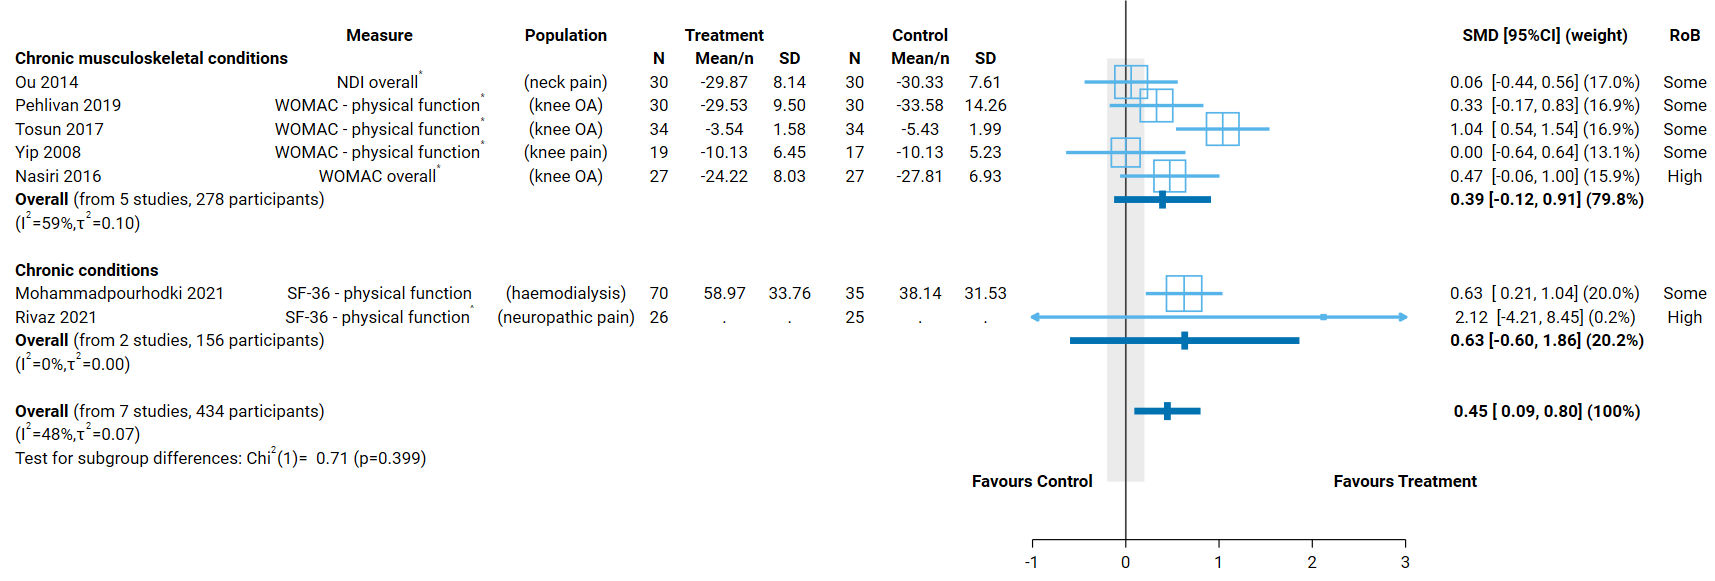 Measure Population Treatment Control SMD [95%CI] (weight) RoB
Chronic musculoskeletal conditions N Mean/n SD N Mean/n SD
Ou 2014 NDI overall* (neck pain) 30 -29.87 8.14 30 -30.33 7.61 0.06 [-0.44, 0.56] (17.0%) Some
Pehlivan 2019 WOMAC - physical function* (knee OA) 30 -29.53 9.50 30 -33.58 14.26 0.33 [-0.17, 0.83] (16.9%) Some
Tosun 2017 WOMAC - physical function* (knee OA) 34 -3.54 1.58 34 -5.43 1.99 1.04 [0.54, 1.54] (16.9%) Some
Yip 2008 WOMAC - physical function* (knee pain) 19 -10.13 6.45 17 -10.13 5.23 0.00 [-0.64, 0.64] (13.1%) Some
Nasiri 2016 WOMAC overall* (knee OA) 27 -24.22 8.03 27 -27.81 6.93 0.47 [-0.06, 1.00] (15.9%) High
Overall (from 5 studies, 278 participants) 0.39 [-0.12, 0.91] (79.8%)
(I²=59%,τ²=0.10)
Chronic conditions
Mohammadpourhodki 2021 SF-36 - physical function (haemodialysis) 70 58.97 33.76 35 38.14 31.53 0.63 [ 0.21, 1.04] (20.0%) Some
Rivaz 2021 SF-36 - physical function* (neuropathic pain) 26 . . 25 . . 2.12 [-4.21, 8.45] (0.2%) High
Overall (from 2 studies, 156 participants) 0.63 [-0.60, 1.86] (20.2%)
(I²=0%,τ²=0.00)
Overall (from 7 studies, 434 participants) 0.45 [ 0.09, 0.80] (100%)
(I²=48%,τ²=0.07)
Test for subgroup differences: Chi²(1)= 0.71 (p=0.399)
Favours Control Favours Treatment
-1 0 1 2 3